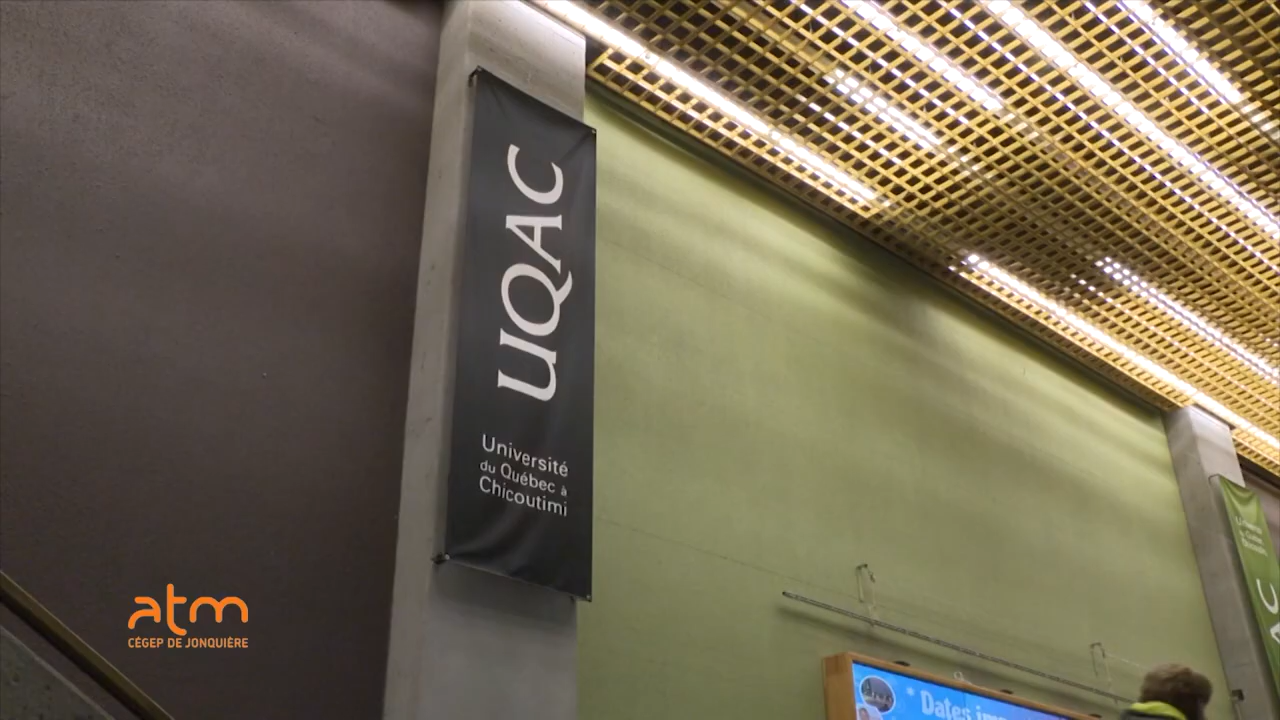 UQAC
Université
du Québec à
Chicoutimi
atm
CÉGEP DE JONQUIÈRE
* Dates